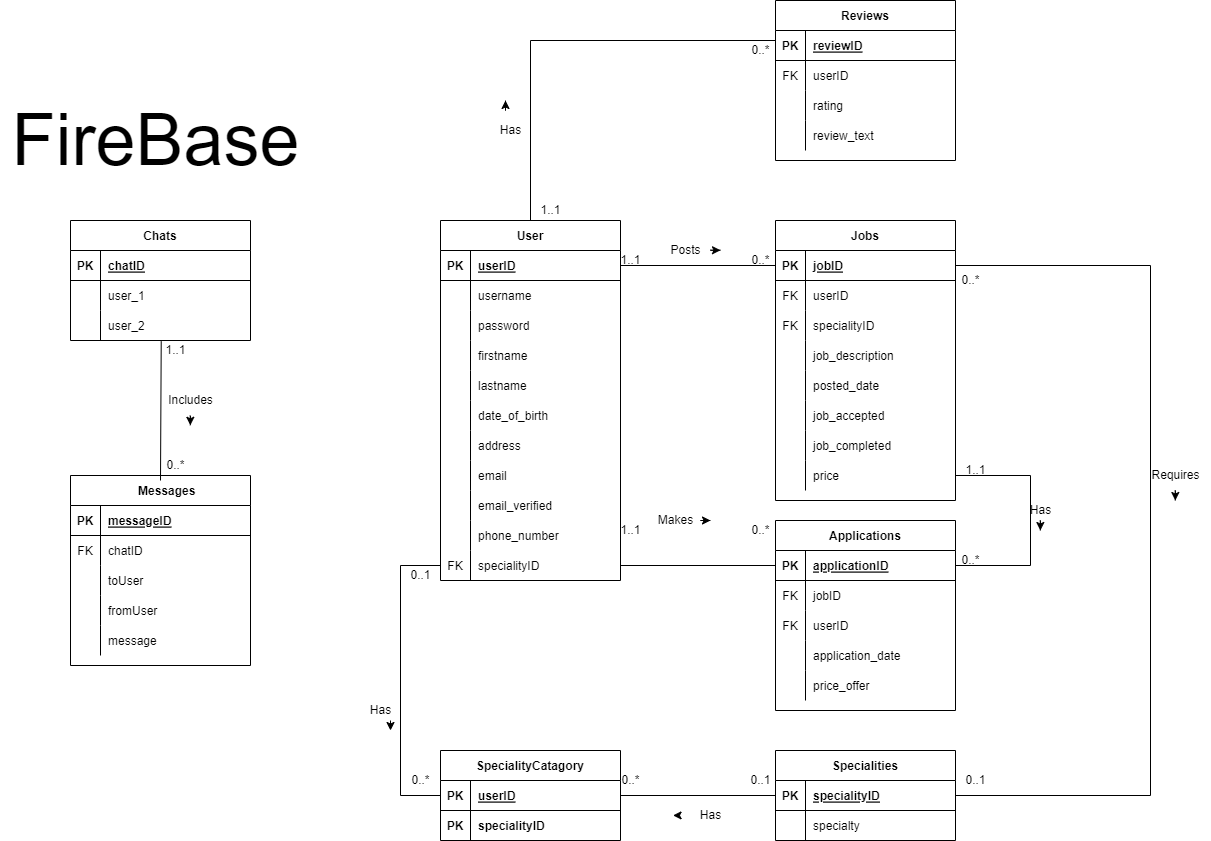 FireBase
Chats
PK chatID
user_1
user_2
1..1
Includes
0..*
Messages
PK messageID
FK chatID
toUser
fromUser
message
Reviews
PK reviewID
FK userID
rating
review_text
0..*
Has
1..1
User
PK userID
username
password
firstname
lastname
date_of_birth
address
email
email_verified
phone_number
FK specialityID
1..1
Posts
0..*
Jobs
PK jobID
FK userID
FK specialityID
job_description
posted_date
job_accepted
job_completed
price
0..*
Requires
1..1
Has
0..*
1..1
Makes
0..*
Applications
PK applicationID
FK jobID
FK userID
application_date
price_offer
0..1
Has
0..*
SpecialityCatagory
PK userID
PK specialityID
0..*
Has
0..1
Specialities
PK specialityID
specialty
0..1